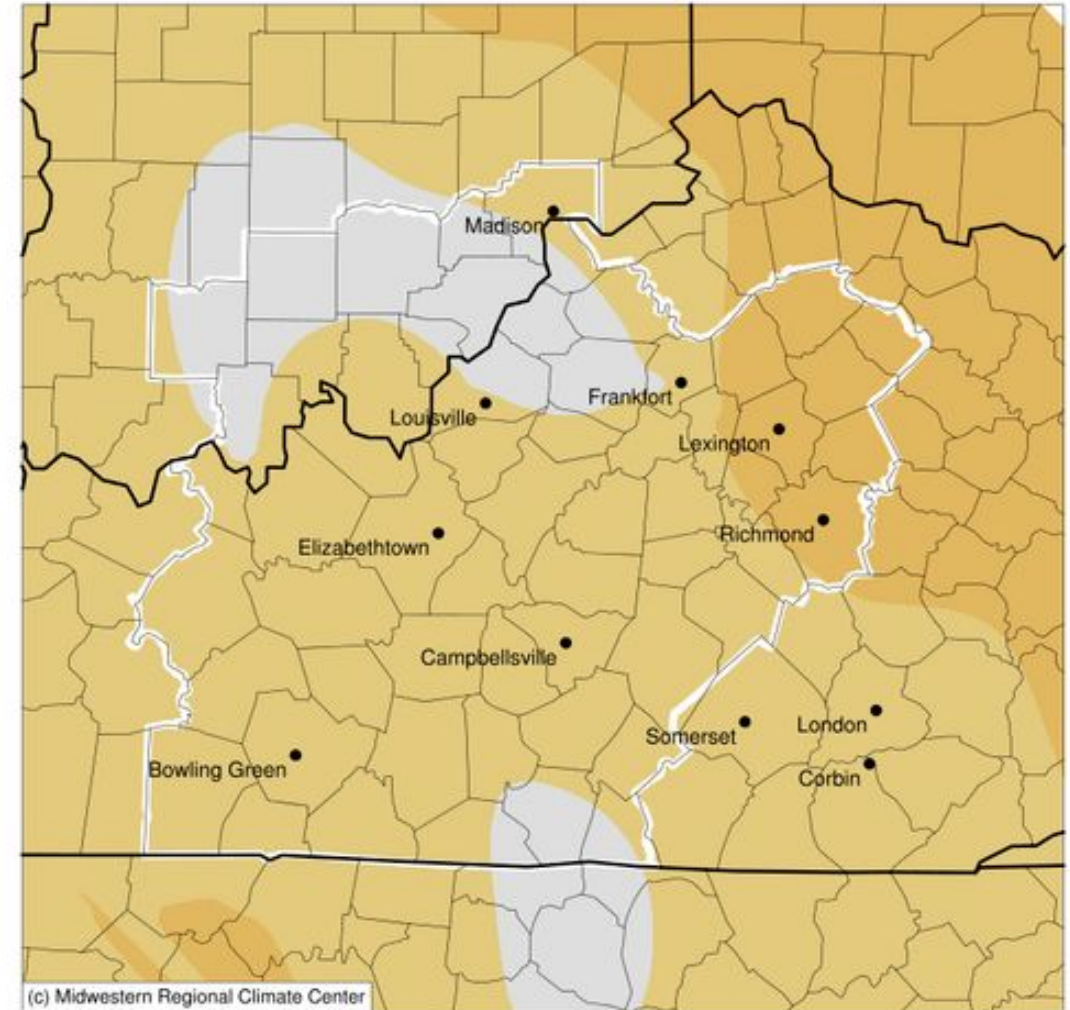 Madison
Frankfort
Louisville
Lexington
Richmond
Elizabethtown
Campbellsville
Somerset
London
Bowling Green
Corbin
(c) Midwestern Regional Climate Center